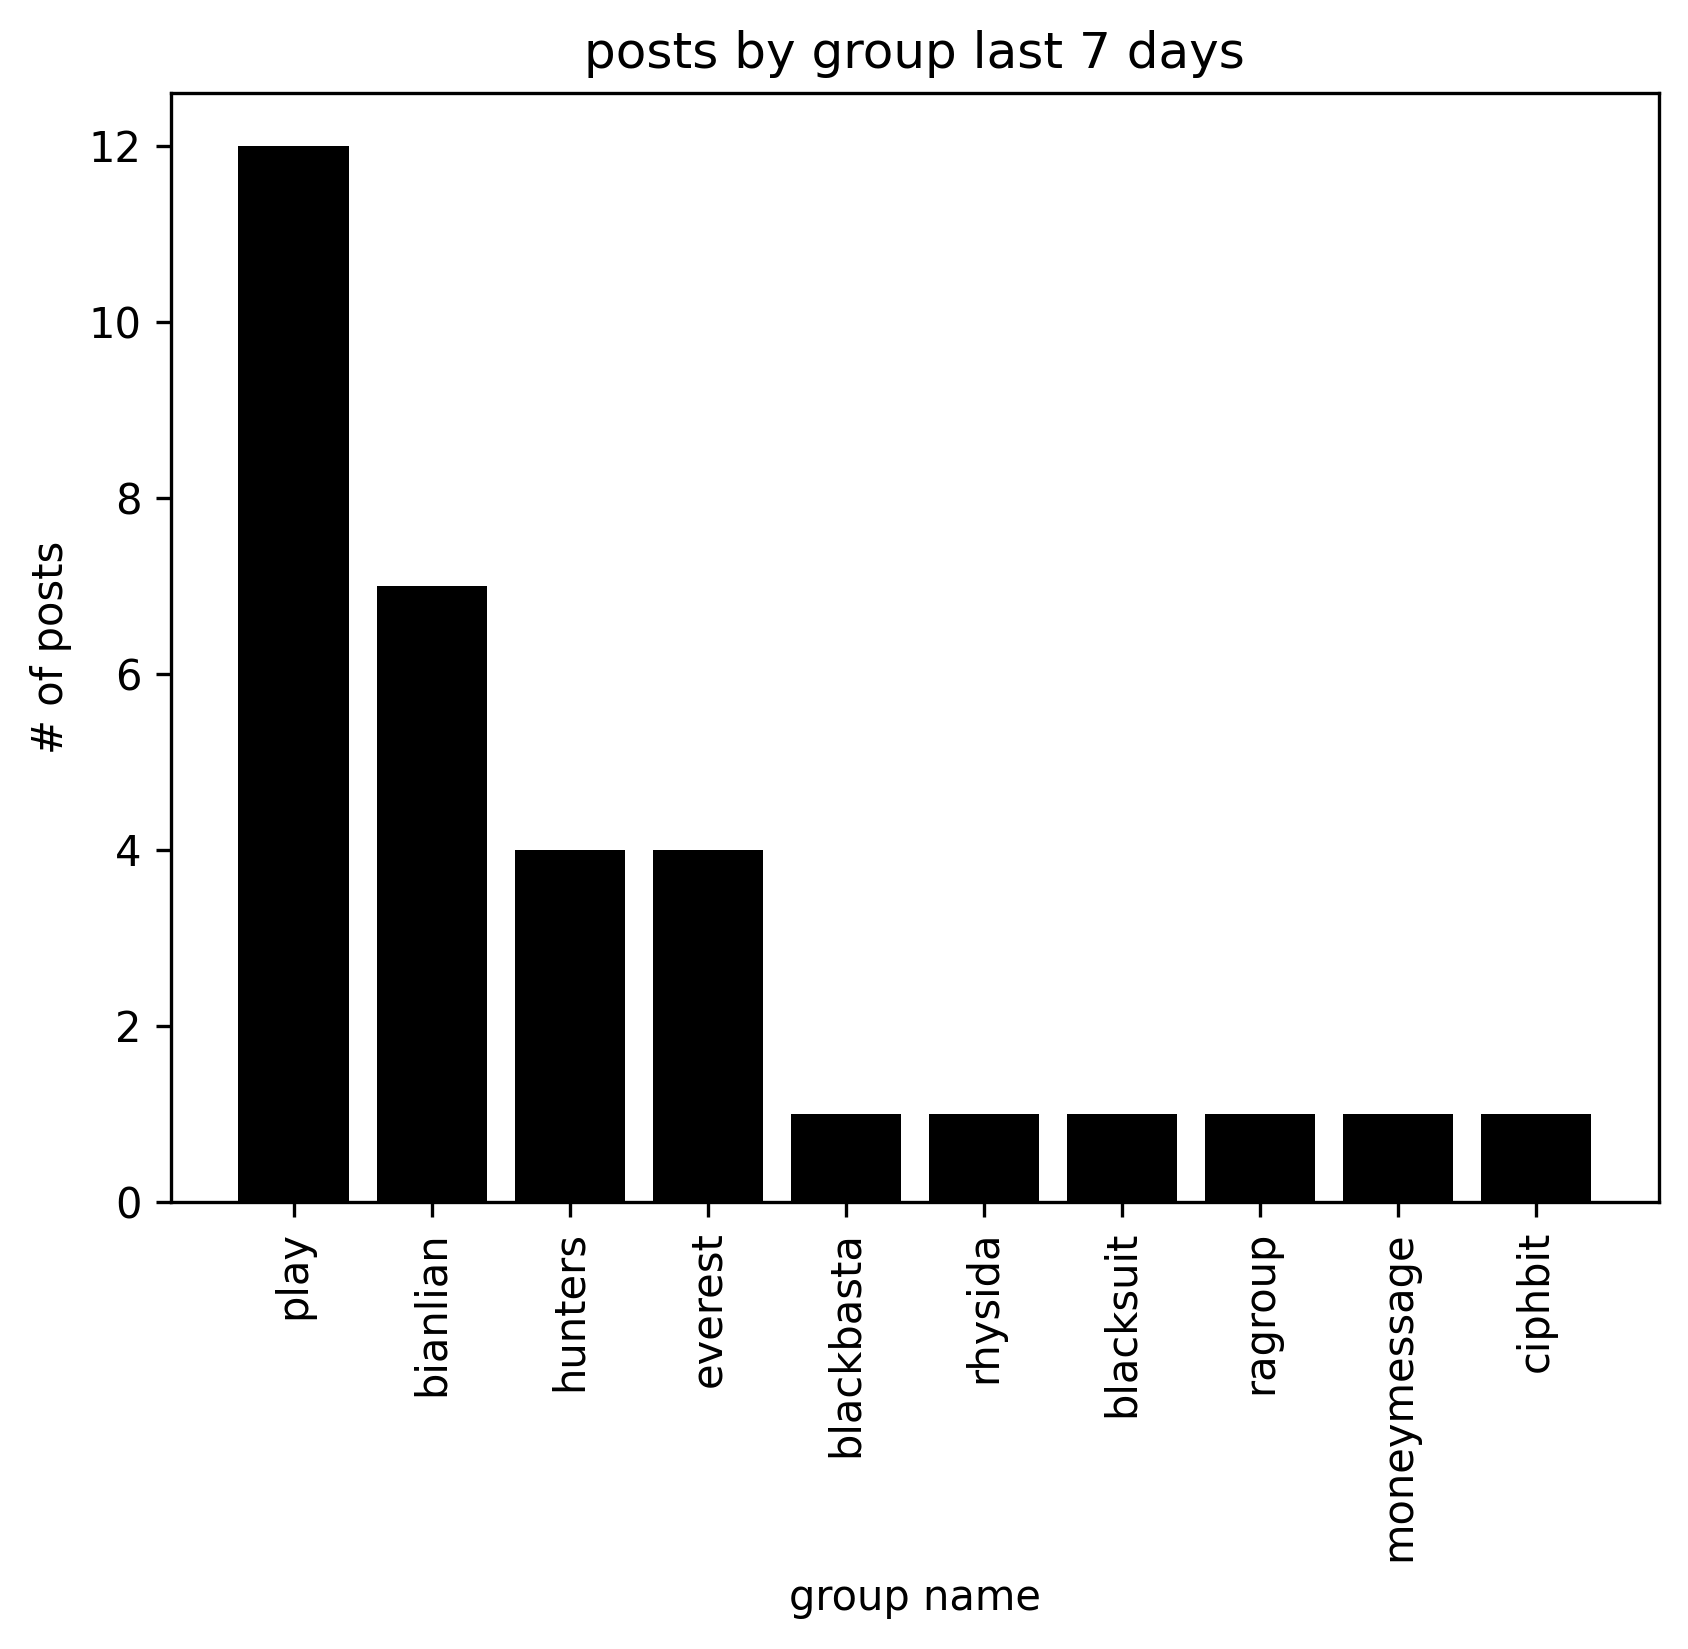 posts by group last 7 days
# of posts
12
10
8
6
4
2
0
play
bianlian
hunters
everest
blackbasta
rhysida
blacksuit
ragroup
moneymessage
ciphbit
group name